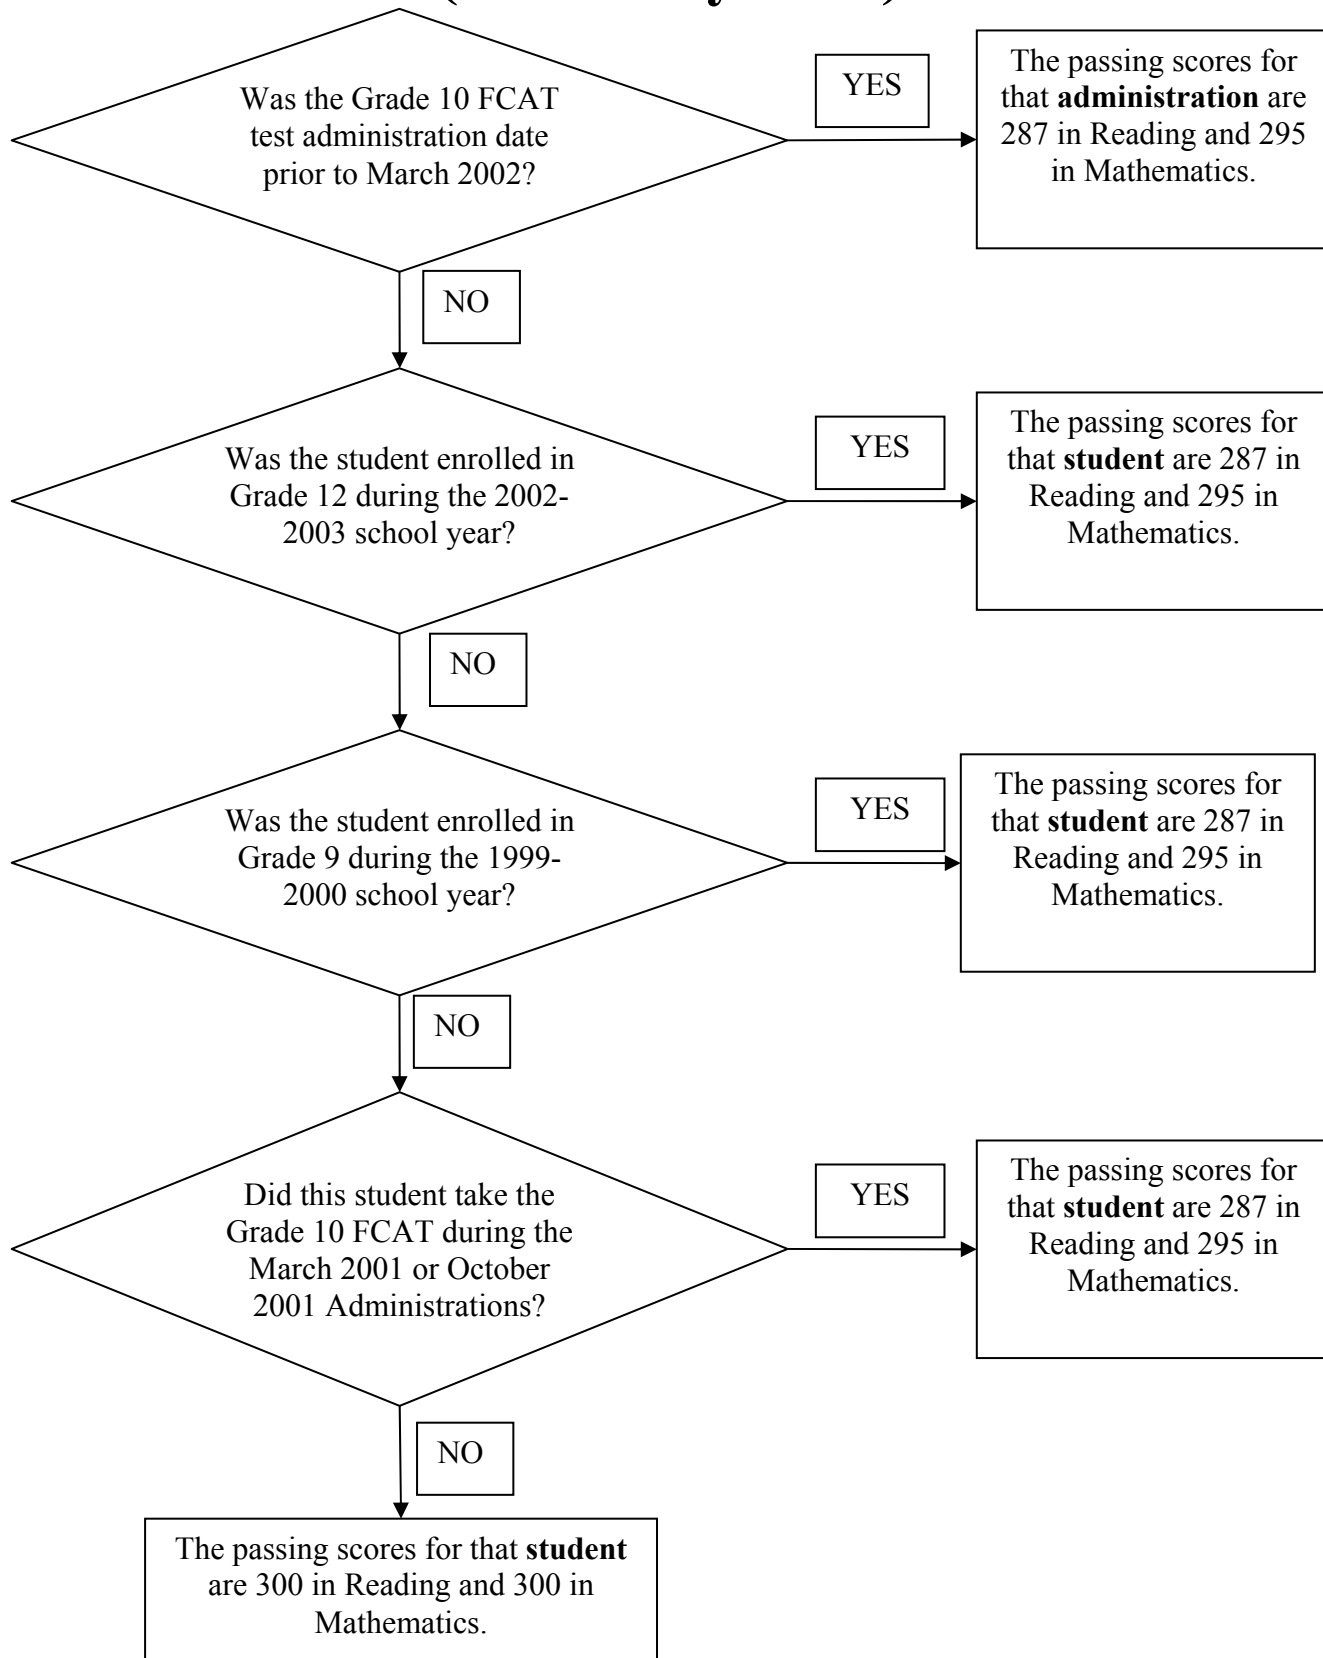 Was the Grade 10 FCAT
test administration date
prior to March 2002?
YES
The passing scores for
that administration are
287 in Reading and 295
in Mathematics.
NO
Was the student enrolled in
Grade 12 during the 2002-
2003 school year?
YES
The passing scores for
that student are 287 in
Reading and 295 in
Mathematics.
NO
Was the student enrolled in
Grade 9 during the 1999-
2000 school year?
YES
The passing scores for
that student are 287 in
Reading and 295 in
Mathematics.
NO
Did this student take the
Grade 10 FCAT during the
March 2001 or October
2001 Administrations?
YES
The passing scores for
that student are 287 in
Reading and 295 in
Mathematics.
NO
The passing scores for that student
are 300 in Reading and 300 in
Mathematics.